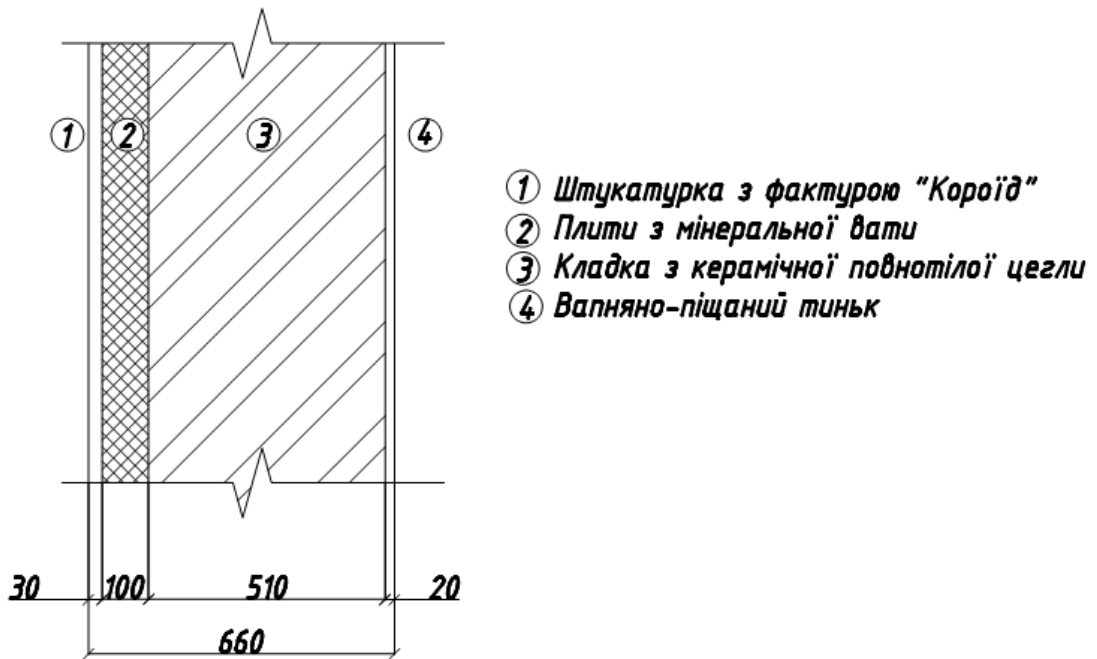 1 2 3 4
1 Штукатурка з фактурою "Короїд"
2 Плити з мінеральної вати
3 Кладка з керамічної повнотілої цегли
4 Вапняно-піщаний тиньк
30 100 510 20
660